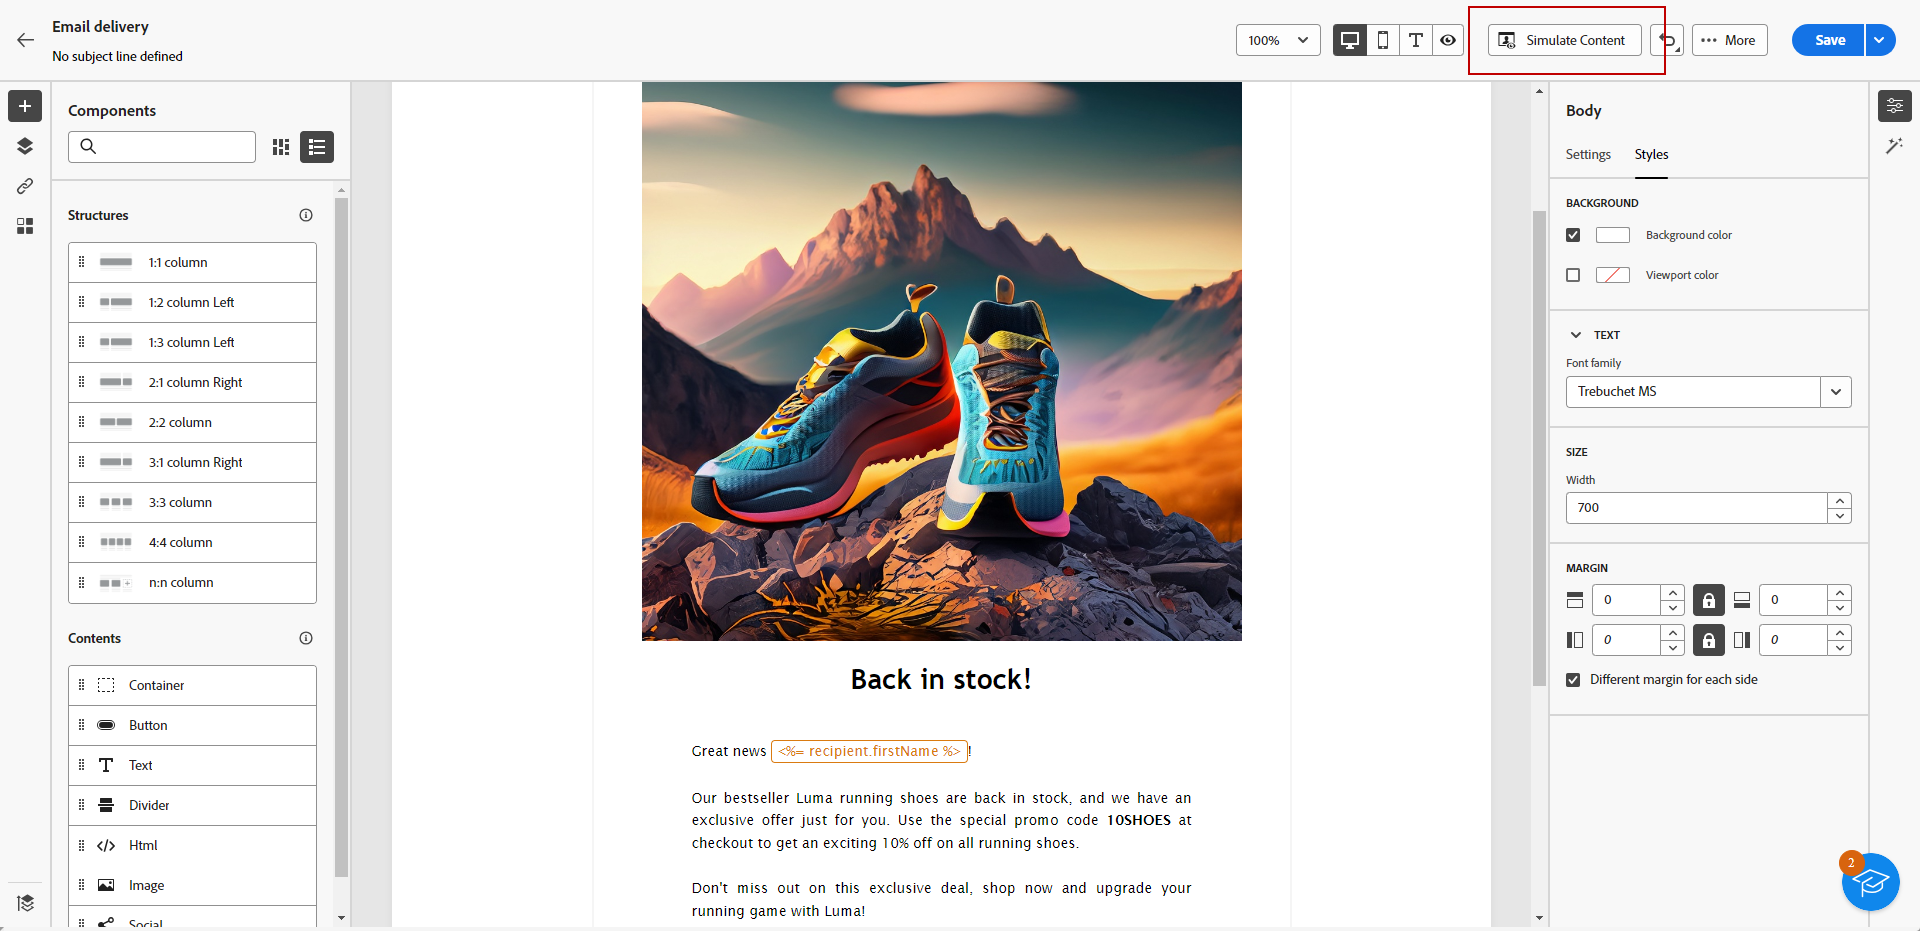 Email delivery
No subject line defined
100%
Simulate Content
More
Save
Components
Structures
1:1 column
1:2 column Left
1:3 column Left
2:1 column Right
2:2 column
3:1 column Right
3:3 column
4:4 column
n:n column
Contents
Container
Button
Text
Divider
Html
Image
Social
Back in stock!
Great news <%= recipient.firstName %>!
Our bestseller Luma running shoes are back in stock, and we have an
exclusive offer just for you. Use the special promo code 10SHOES at
checkout to get an exciting 10% off on all running shoes.
Don't miss out on this exclusive deal, shop now and upgrade your
running game with Luma!
Body
Settings Styles
BACKGROUND
Background color
Viewport color
TEXT
Font family
Trebuchet MS
SIZE
Width
700
MARGIN
0 0
0 0
Different margin for each side
2